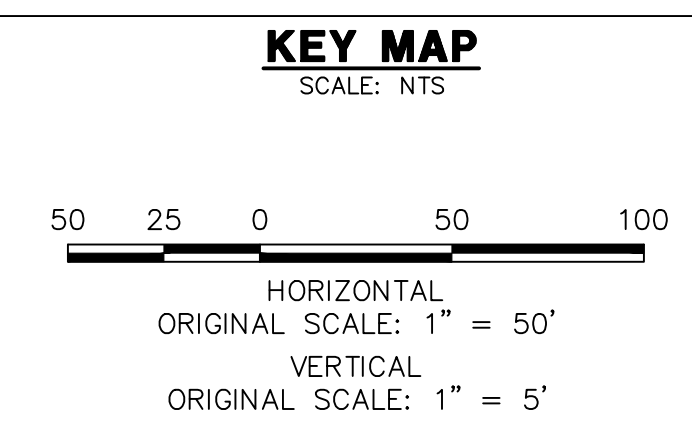 KEY MAP
SCALE: NTS
50 25 0 50 100
HORIZONTAL
ORIGINAL SCALE: 1” = 50’
VERTICAL
ORIGINAL SCALE: 1” = 5’